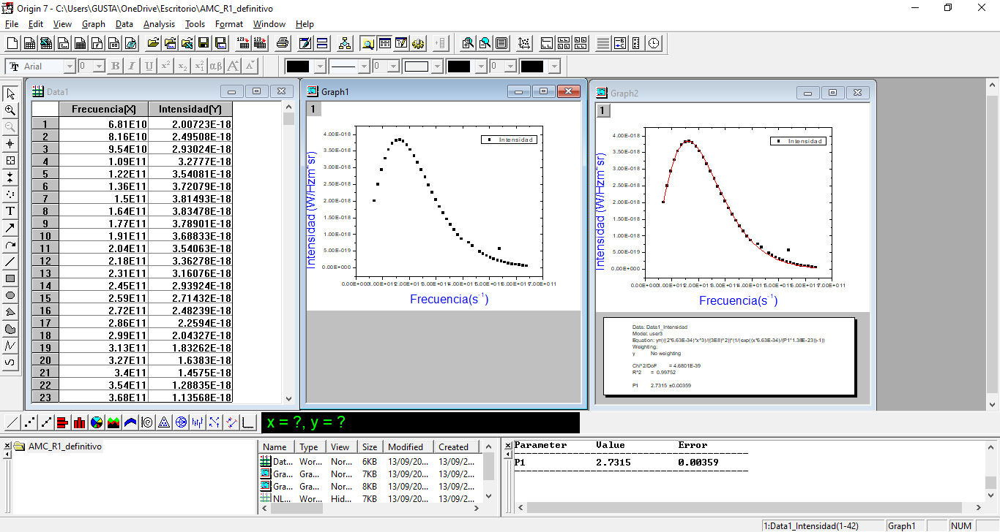 Origin 7 - C:\Users\GUSTA\OneDrive\Escritorio\AMC_R1_definitivo
File Edit View Graph Data Analysis Tools Format Window Help
Arial 0 B I U x² x₂ x²₁ αβ A A 0 0
Data1
Frecuencia(X) Intensidad(Y)
1 6.81E10 2.00723E-18
2 8.16E10 2.49508E-18
3 9.54E10 2.93024E-18
4 1.09E11 3.2777E-18
5 1.22E11 3.54081E-18
6 1.36E11 3.72079E-18
7 1.5E11 3.81493E-18
8 1.64E11 3.83478E-18
9 1.77E11 3.78901E-18
10 1.91E11 3.68833E-18
11 2.04E11 3.54063E-18
12 2.18E11 3.36278E-18
13 2.31E11 3.16076E-18
14 2.45E11 2.93924E-18
15 2.59E11 2.71432E-18
16 2.72E11 2.48239E-18
17 2.86E11 2.2594E-18
18 2.99E11 2.04327E-18
19 3.13E11 1.83262E-18
20 3.27E11 1.6383E-18
21 3.4E11 1.4575E-18
22 3.54E11 1.28835E-18
23 3.68E11 1.13568E-18
Graph1
1
Intensidad
4.00E-018
3.50E-018
3.00E-018
2.50E-018
2.00E-018
1.50E-018
1.00E-018
5.00E-019
0.00E+000
Intensidad (W/Hzm²sr)
0.00E+000 1.00E+011 2.00E+011 3.00E+011 4.00E+011 5.00E+011 6.00E+011 7.00E+011
Frecuencia(s⁻¹)
Graph2
1
Intensidad
4.00E-018
3.50E-018
3.00E-018
2.50E-018
2.00E-018
1.50E-018
1.00E-018
5.00E-019
0.00E+000
Intensidad (W/Hzm²sr)
0.00E+000 1.00E+011 2.00E+011 3.00E+011 4.00E+011 5.00E+011 6.00E+011 7.00E+011
Frecuencia(s⁻¹)
Data: Data1_Intensidad
Model: user3
Equation: y=(((2*6.63E-34)*x^3)/((3E8)^2))*(1/(exp((x*6.63E-34)/(P1*1.38E-23))-1))
Weighting:
y No weighting
Chi^2/DoF = 4.6801E-39
R^2 = 0.99752
P1 2.7315 ±0.00359
x = ?, y = ?
AMC_R1_definitivo
Name Type View Size Modified Created
Dat... Wor... Nor... 6KB 13/09/20... 13/09/2...
Gra... Gra... Nor... 7KB 13/09/20... 13/09/2...
Gra... Gra... Nor... 8KB 13/09/20... 13/09/2...
NL... Wor... Hid... 7KB 13/09/20... 13/09/2...
Parameter Value Error
P1 2.7315 0.00359
1:Data1_Intensidad(1-42) Graph1 NUM